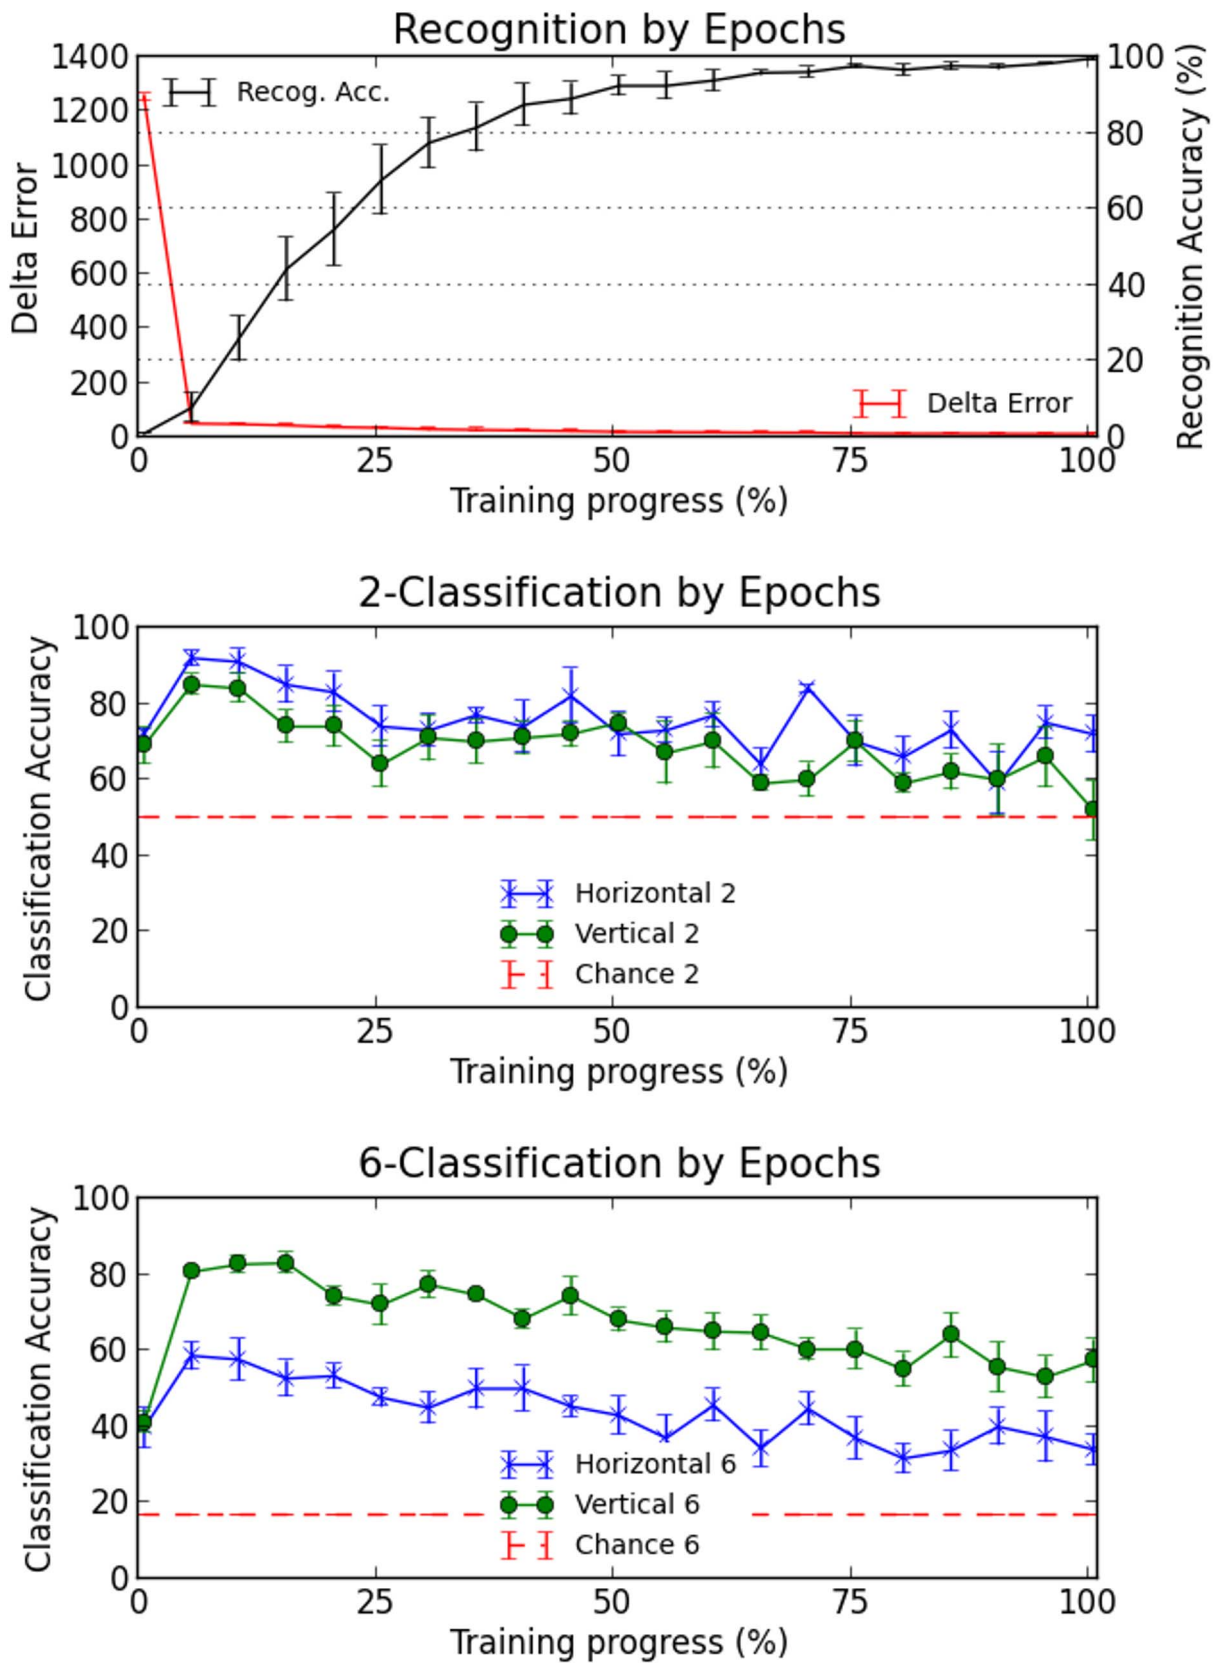 Recognition by Epochs
1400
1200
1000
800
600
400
200
0
Delta Error
Recog. Acc.
Delta Error
100
80
60
40
20
0
Recognition Accuracy (%)
0 25 50 75 100
Training progress (%)
2-Classification by Epochs
100
80
60
40
20
0
Classification Accuracy
Horizontal 2
Vertical 2
Chance 2
0 25 50 75 100
Training progress (%)
6-Classification by Epochs
100
80
60
40
20
0
Classification Accuracy
Horizontal 6
Vertical 6
Chance 6
0 25 50 75 100
Training progress (%)